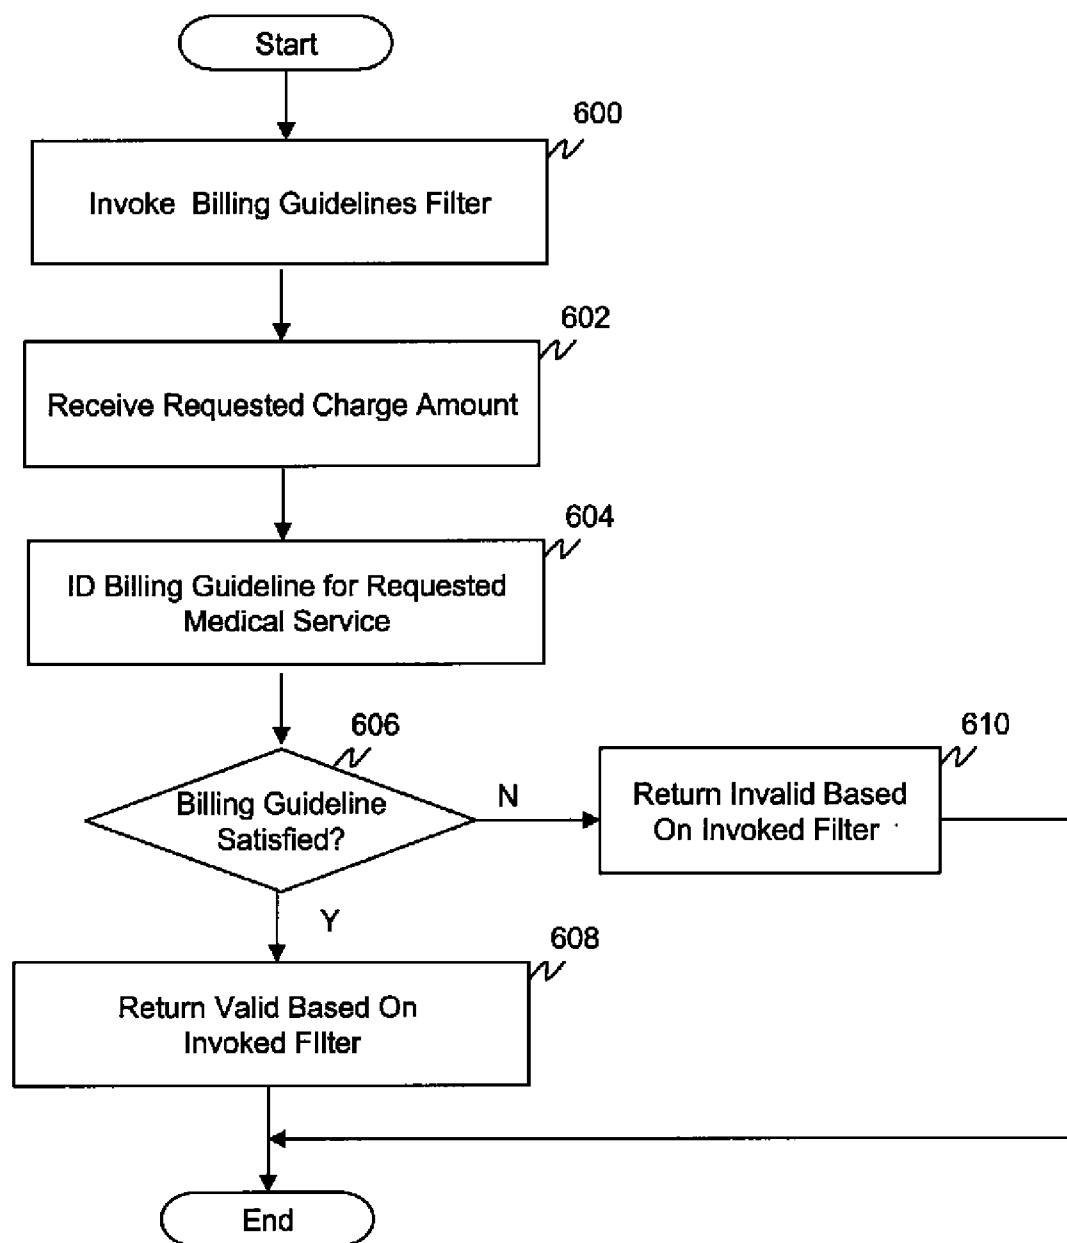 Start
600
Invoke Billing Guidelines Filter
602
Receive Requested Charge Amount
604
ID Billing Guideline for Requested
Medical Service
606
Billing Guideline
Satisfied?
N
610
Return Invalid Based
On Invoked Filter
Y
608
Return Valid Based On
Invoked Filter
End